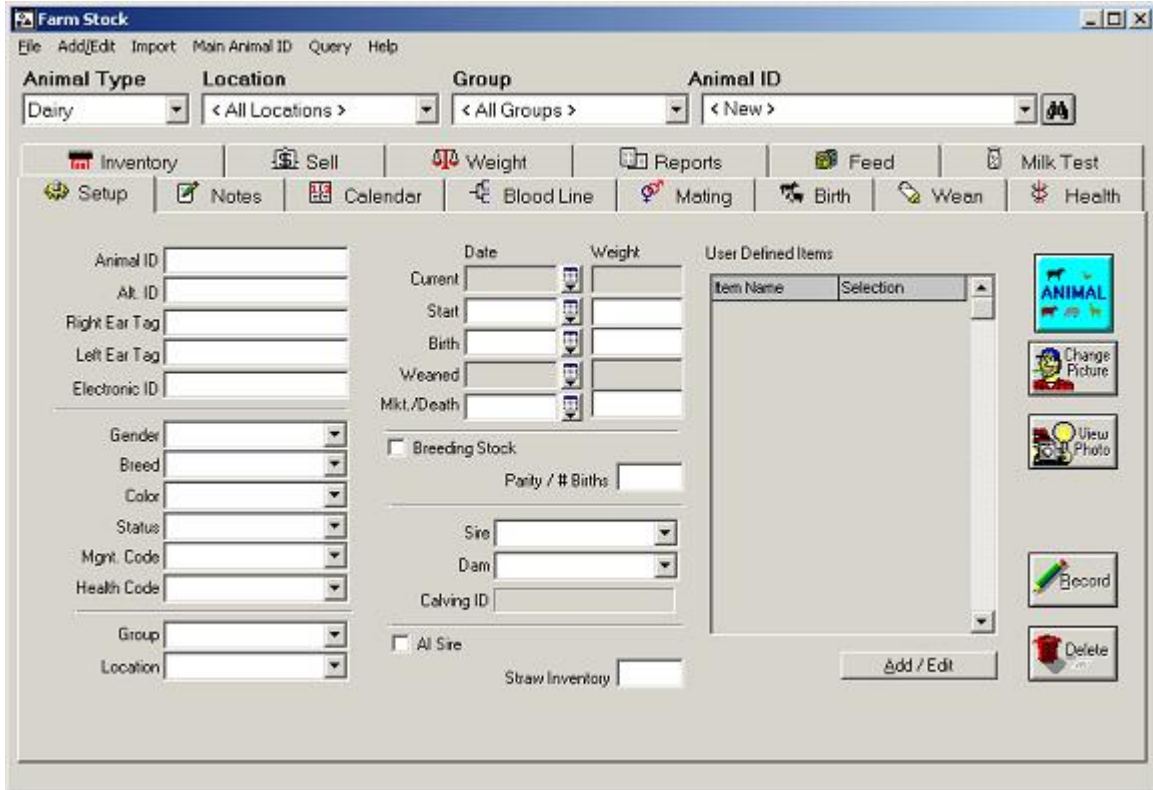 Farm Stock
File Add/Edit Import Main Animal ID Query Help
Animal Type Location Group Animal ID
Dairy < All Locations > < All Groups > < New >
Inventory Sell Weight Reports Feed Milk Test
Setup Notes Calendar Blood Line Mating Birth Wean Health
Animal ID
Alt. ID
Right Ear Tag
Left Ear Tag
Electronic ID
Gender
Breed
Color
Status
Mgnt. Code
Health Code
Group
Location
Date Weight
Current
Start
Birth
Weaned
Mkt./Death
Breeding Stock
Parity / # Births
Sire
Dam
Calving ID
AI Sire
Straw Inventory
User Defined Items
Item Name Selection
Add / Edit
ANIMAL
Change
Picture
View
Photo
Record
Delete